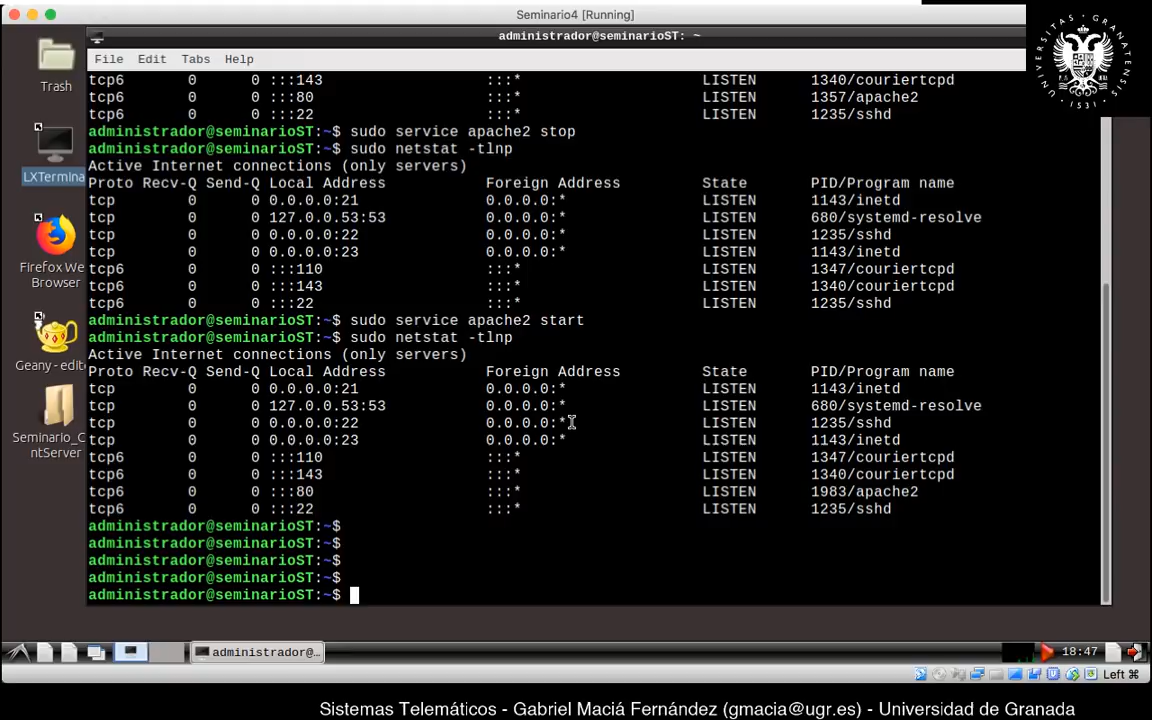 Seminario4 [Running]
administrador@seminarioST: ~
UNIVERSITAS GRANATENSIS
1531
File Edit Tabs Help
Trash
LXTermina
Firefox We
Browser
Geany - edit
Seminario_C
ntServer
tcp6 0 0 :::143 :::* LISTEN 1340/couriertcpd
tcp6 0 0 :::80 :::* LISTEN 1357/apache2
tcp6 0 0 :::22 :::* LISTEN 1235/sshd
administrador@seminarioST:~$ sudo service apache2 stop
administrador@seminarioST:~$ sudo netstat -tlnp
Active Internet connections (only servers)
Proto Recv-Q Send-Q Local Address Foreign Address State PID/Program name
tcp 0 0 0.0.0.0:21 0.0.0.0:* LISTEN 1143/inetd
tcp 0 0 127.0.0.53:53 0.0.0.0:* LISTEN 680/systemd-resolve
tcp 0 0 0.0.0.0:22 0.0.0.0:* LISTEN 1235/sshd
tcp 0 0 0.0.0.0:23 0.0.0.0:* LISTEN 1143/inetd
tcp6 0 0 :::110 :::* LISTEN 1347/couriertcpd
tcp6 0 0 :::143 :::* LISTEN 1340/couriertcpd
tcp6 0 0 :::22 :::* LISTEN 1235/sshd
administrador@seminarioST:~$ sudo service apache2 start
administrador@seminarioST:~$ sudo netstat -tlnp
Active Internet connections (only servers)
Proto Recv-Q Send-Q Local Address Foreign Address State PID/Program name
tcp 0 0 0.0.0.0:21 0.0.0.0:* LISTEN 1143/inetd
tcp 0 0 127.0.0.53:53 0.0.0.0:* LISTEN 680/systemd-resolve
tcp 0 0 0.0.0.0:22 0.0.0.0:* LISTEN 1235/sshd
tcp 0 0 0.0.0.0:23 0.0.0.0:* LISTEN 1143/inetd
tcp6 0 0 :::110 :::* LISTEN 1347/couriertcpd
tcp6 0 0 :::143 :::* LISTEN 1340/couriertcpd
tcp6 0 0 :::80 :::* LISTEN 1983/apache2
tcp6 0 0 :::22 :::* LISTEN 1235/sshd
administrador@seminarioST:~$
administrador@seminarioST:~$
administrador@seminarioST:~$
administrador@seminarioST:~$
administrador@seminarioST:~$
administrador@...
18:47
Left ⌘
Sistemas Telemáticos - Gabriel Maciá Fernández (gmacia@ugr.es) - Universidad de Granada